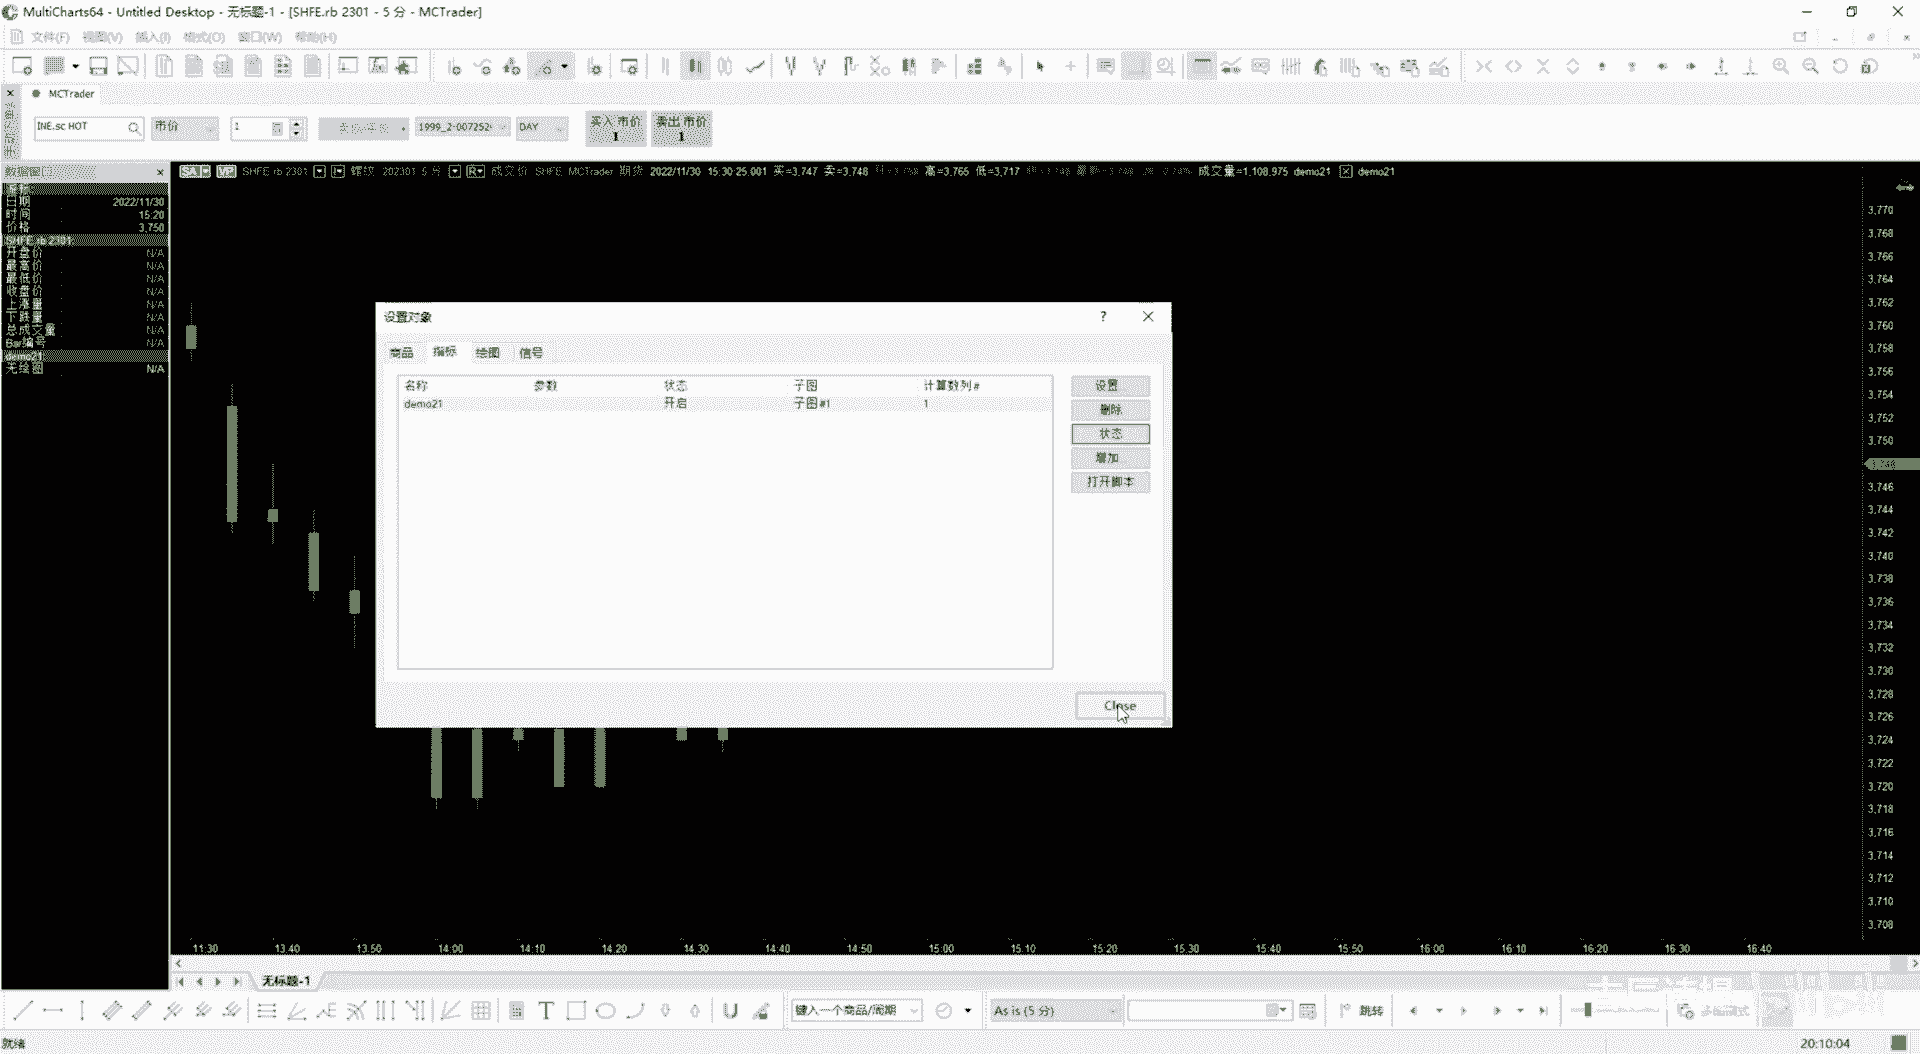 MultiCharts64 - Untitled Desktop - 无标题-1 - [SHFE.rb 2301 - 5 分 - MCTrader]
文件(F) 视图(V) 插入(I) 格式(O) 窗口(W) 帮助(H)
MCTrader
INE.sc HOT 市价 1 DAY 买入 市价 1 卖出 市价 1
SA VP SHFE rb 2301 螺纹 202301 5 分 成交价 SHFE MCTrader 期货 2022/11/30 15:30:25.001 买=3,747 卖=3,748 高=3,765 低=3,717 成交量=1,108,975 demo21 demo21
日期 2022/11/30
时间 15:20
价格 3,750
SHFE.rb 2301:
开盘价 N/A
最高价 N/A
最低价 N/A
收盘价 N/A
上涨量 N/A
下跌量 N/A
总成交量 N/A
Bar编号 N/A
demo21:
无绘图 N/A
设置对象 ?
商品 指标 绘图 信号
名称 参数 状态 子图 计算数列#
demo21 开启 子图#1 1
设置
删除
状态
增加
打开脚本
Close
3,770
3,768
3,766
3,764
3,762
3,760
3,758
3,756
3,754
3,752
3,750
3,746
3,744
3,742
3,740
3,738
3,736
3,734
3,732
3,730
3,728
3,726
3,724
3,722
3,720
3,718
3,716
3,714
3,712
3,710
3,708
11:30 13:40 13:50 14:00 14:10 14:20 14:30 14:40 14:50 15:00 15:10 15:20 15:30 15:40 15:50 16:00 16:10 16:20 16:30 16:40
无标题-1
键入一个商品/周期 As is (5 分) 跳转
就绪 20:10:04